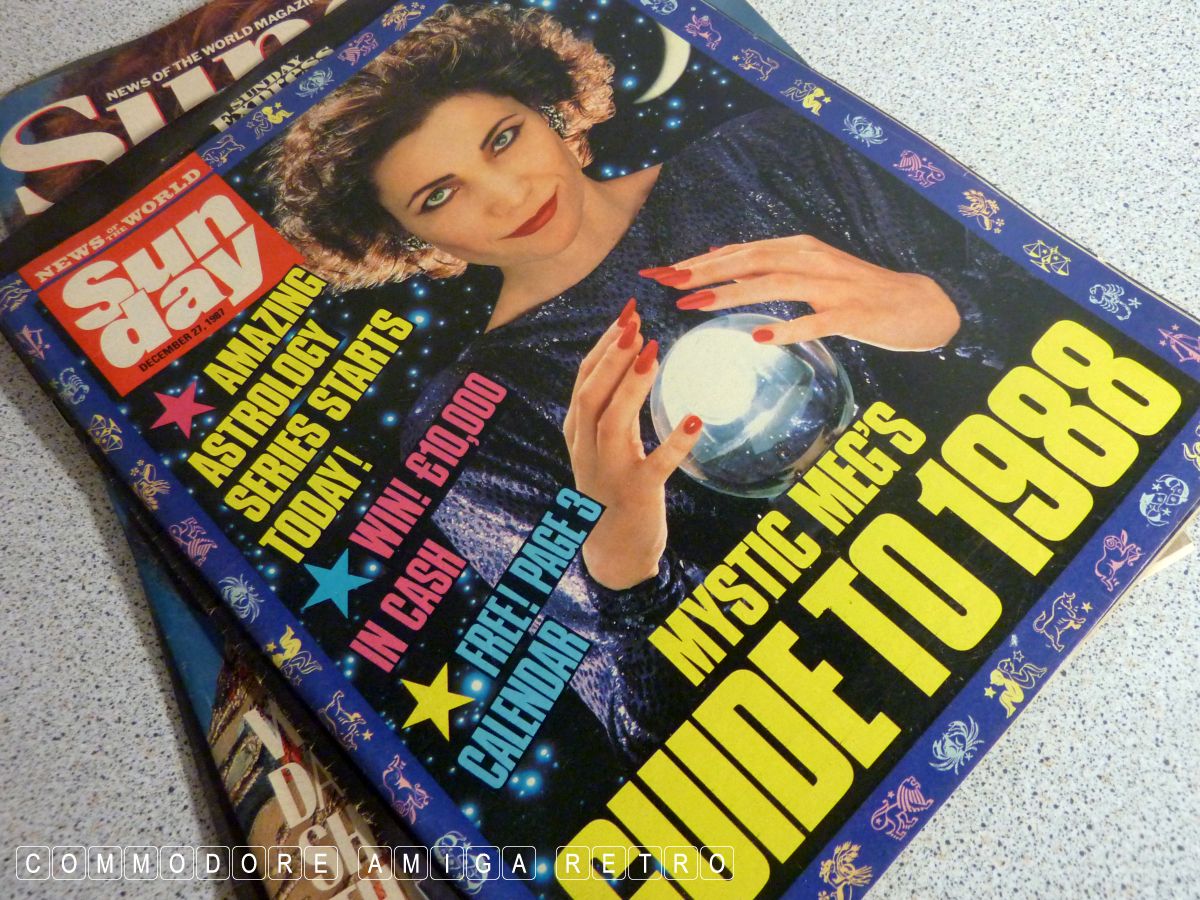 NEWS OF THE WORLD MAGAZINE
Sun
SUNDAY
EXPRESS
NEWS OF THE WORLD
Sun
day
DECEMBER 27, 1987
AMAZING
ASTROLOGY
SERIES STARTS
TODAY!
WIN! £10,000
IN CASH
FREE! PAGE 3
CALENDAR
MYSTIC MEG'S
GUIDE TO 1988
COMMODORE AMIGA RETRO